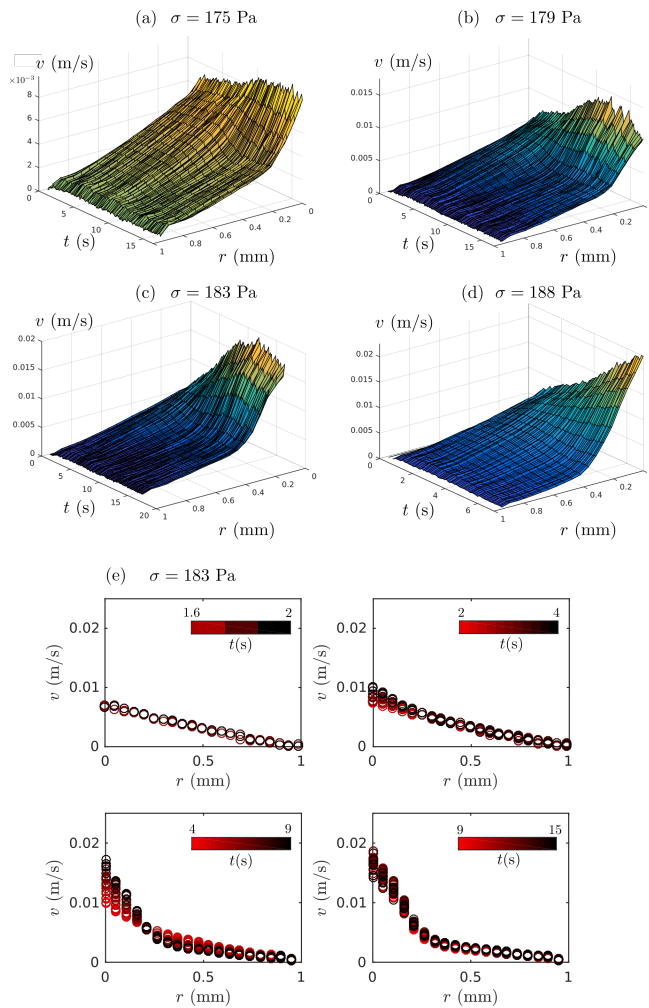 (a) σ = 175 Pa
(b) σ = 179 Pa
v (m/s)
×10⁻³
8
6
4
2
0
0
5
10
15
t (s)
1
0.8
0.6
0.4
0.2
0
r (mm)
v (m/s)
0.015
0.01
0.005
0
0
5
10
15
t (s)
1
0.8
0.6
0.4
0.2
r (mm)
(c) σ = 183 Pa
(d) σ = 188 Pa
v (m/s)
0.02
0.015
0.01
0.005
0
0
5
10
15
20
t (s)
1
0.8
0.6
0.4
0.2
0
r (mm)
v (m/s)
0.02
0.015
0.01
0.005
0
0
2
4
6
t (s)
1
0.8
0.6
0.4
0.2
r (mm)
(e) σ = 183 Pa
1.6 2
t(s)
0.02
0.01
0
v (m/s)
0 0.5 1
r (mm)
2 4
t(s)
0.02
0.01
0
v (m/s)
0 0.5 1
r (mm)
4 9
t(s)
0.02
0.01
0
v (m/s)
0 0.5 1
r (mm)
9 15
t(s)
0.02
0.01
0
v (m/s)
0 0.5 1
r (mm)